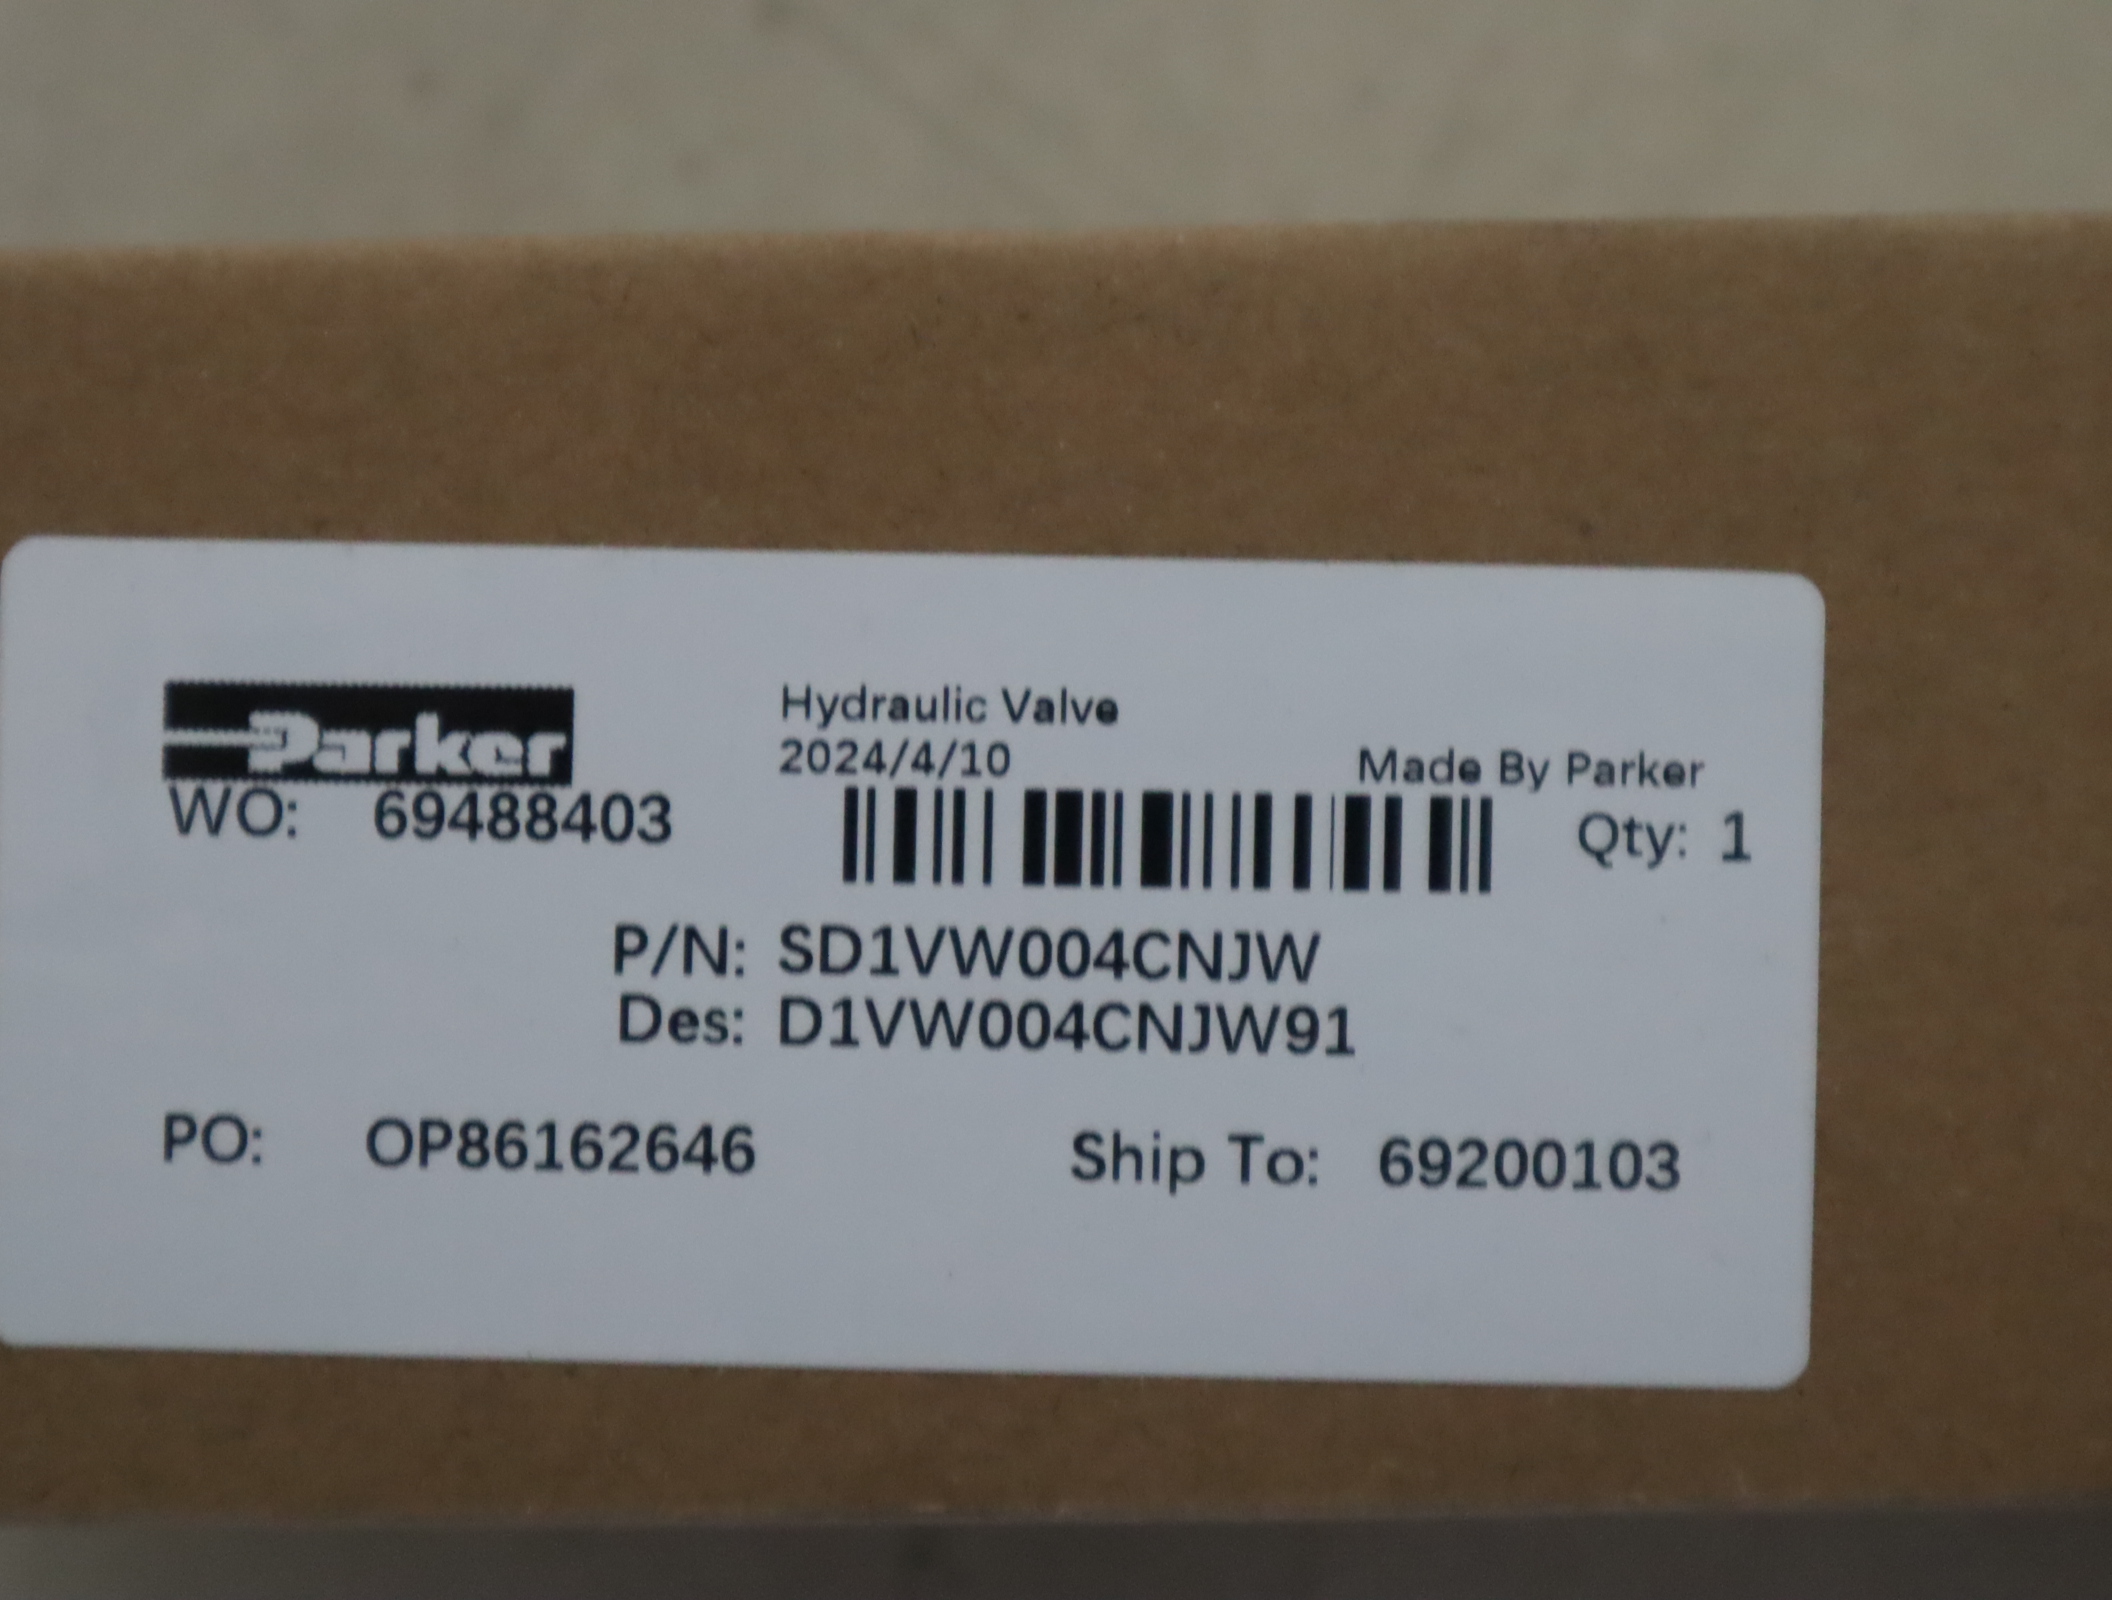 Parker
Hydraulic Valve
2024/4/10
Made By Parker
WO: 69488403
Qty: 1
P/N: SD1VW004CNJW
Des: D1VW004CNJW91
PO: OP86162646
Ship To: 69200103